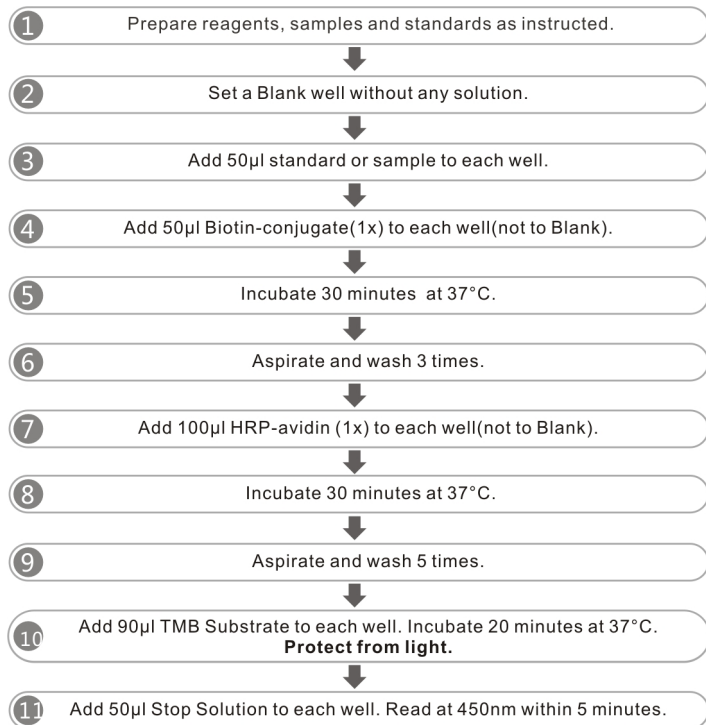 1 Prepare reagents, samples and standards as instructed.
2 Set a Blank well without any solution.
3 Add 50μl standard or sample to each well.
4 Add 50μl Biotin-conjugate(1x) to each well(not to Blank).
5 Incubate 30 minutes at 37°C.
6 Aspirate and wash 3 times.
7 Add 100μl HRP-avidin (1x) to each well(not to Blank).
8 Incubate 30 minutes at 37°C.
9 Aspirate and wash 5 times.
10 Add 90μl TMB Substrate to each well. Incubate 20 minutes at 37°C.
Protect from light.
11 Add 50μl Stop Solution to each well. Read at 450nm within 5 minutes.